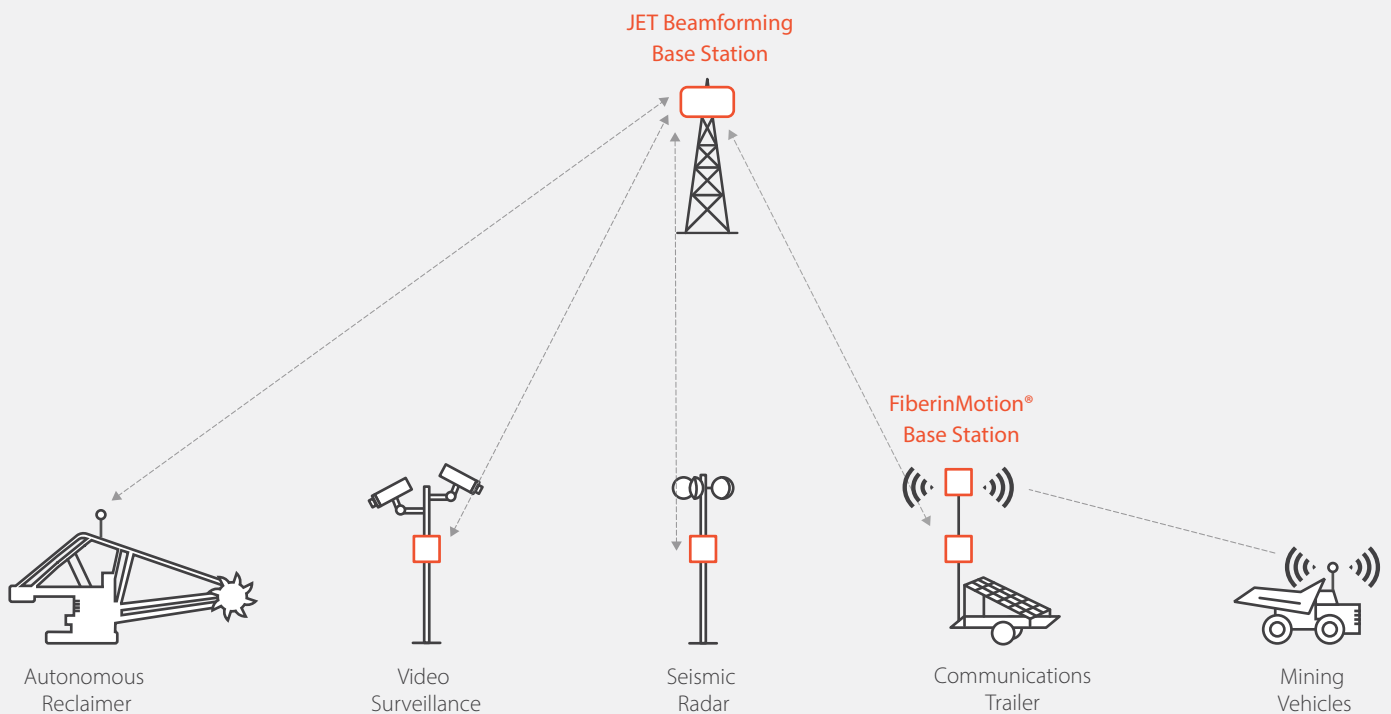 JET Beamforming
Base Station
FiberinMotion®
Base Station
Autonomous
Reclaimer
Video
Surveillance
Seismic
Radar
Communications
Trailer
Mining
Vehicles